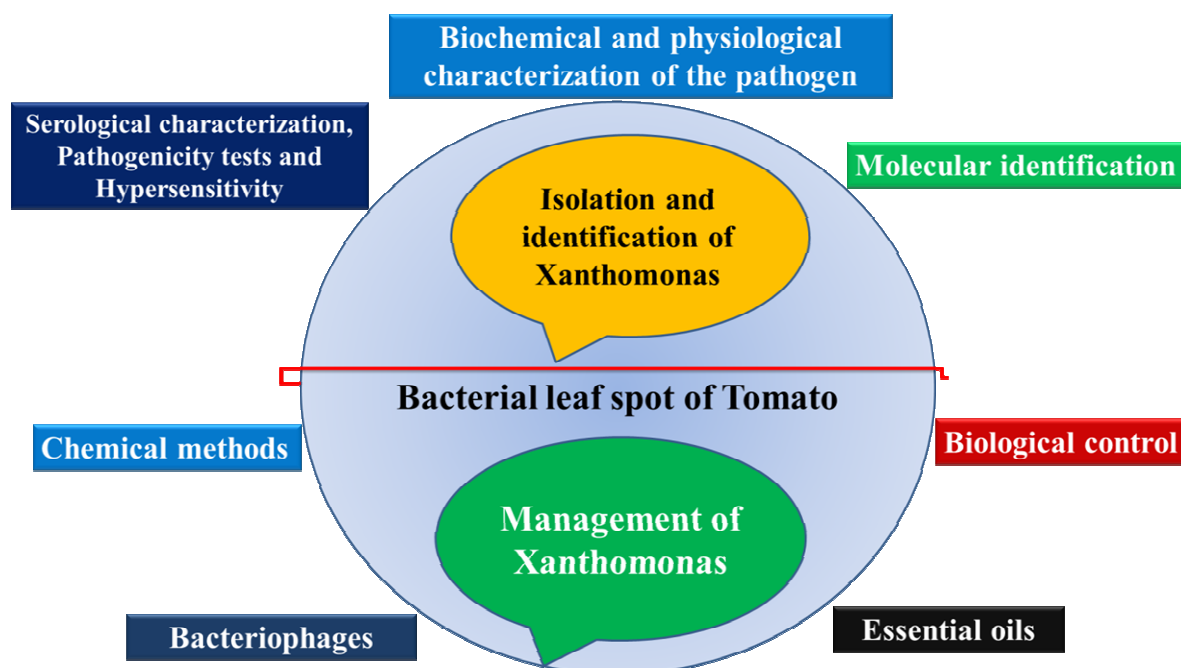 Biochemical and physiological
characterization of the pathogen
Serological characterization,
Pathogenicity tests and
Hypersensitivity
Molecular identification
Isolation and
identification of
Xanthomonas
Bacterial leaf spot of Tomato
Chemical methods
Biological control
Management of
Xanthomonas
Bacteriophages
Essential oils